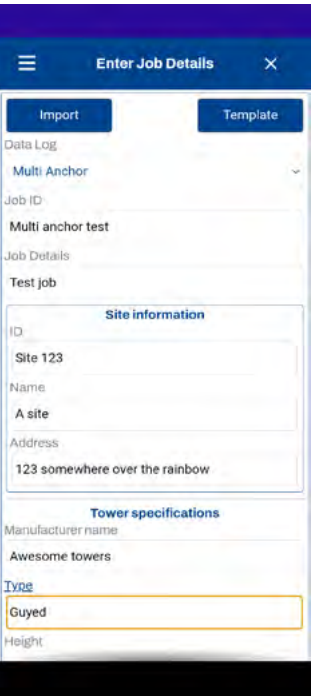 Enter Job Details
Import
Template
Data Log
Multi Anchor
Job ID
Multi anchor test
Job Details
Test job
Site information
ID
Site 123
Name
A site
Address
123 somewhere over the rainbow
Tower specifications
Manufacturer name
Awesome towers
Type
Guyed
Height